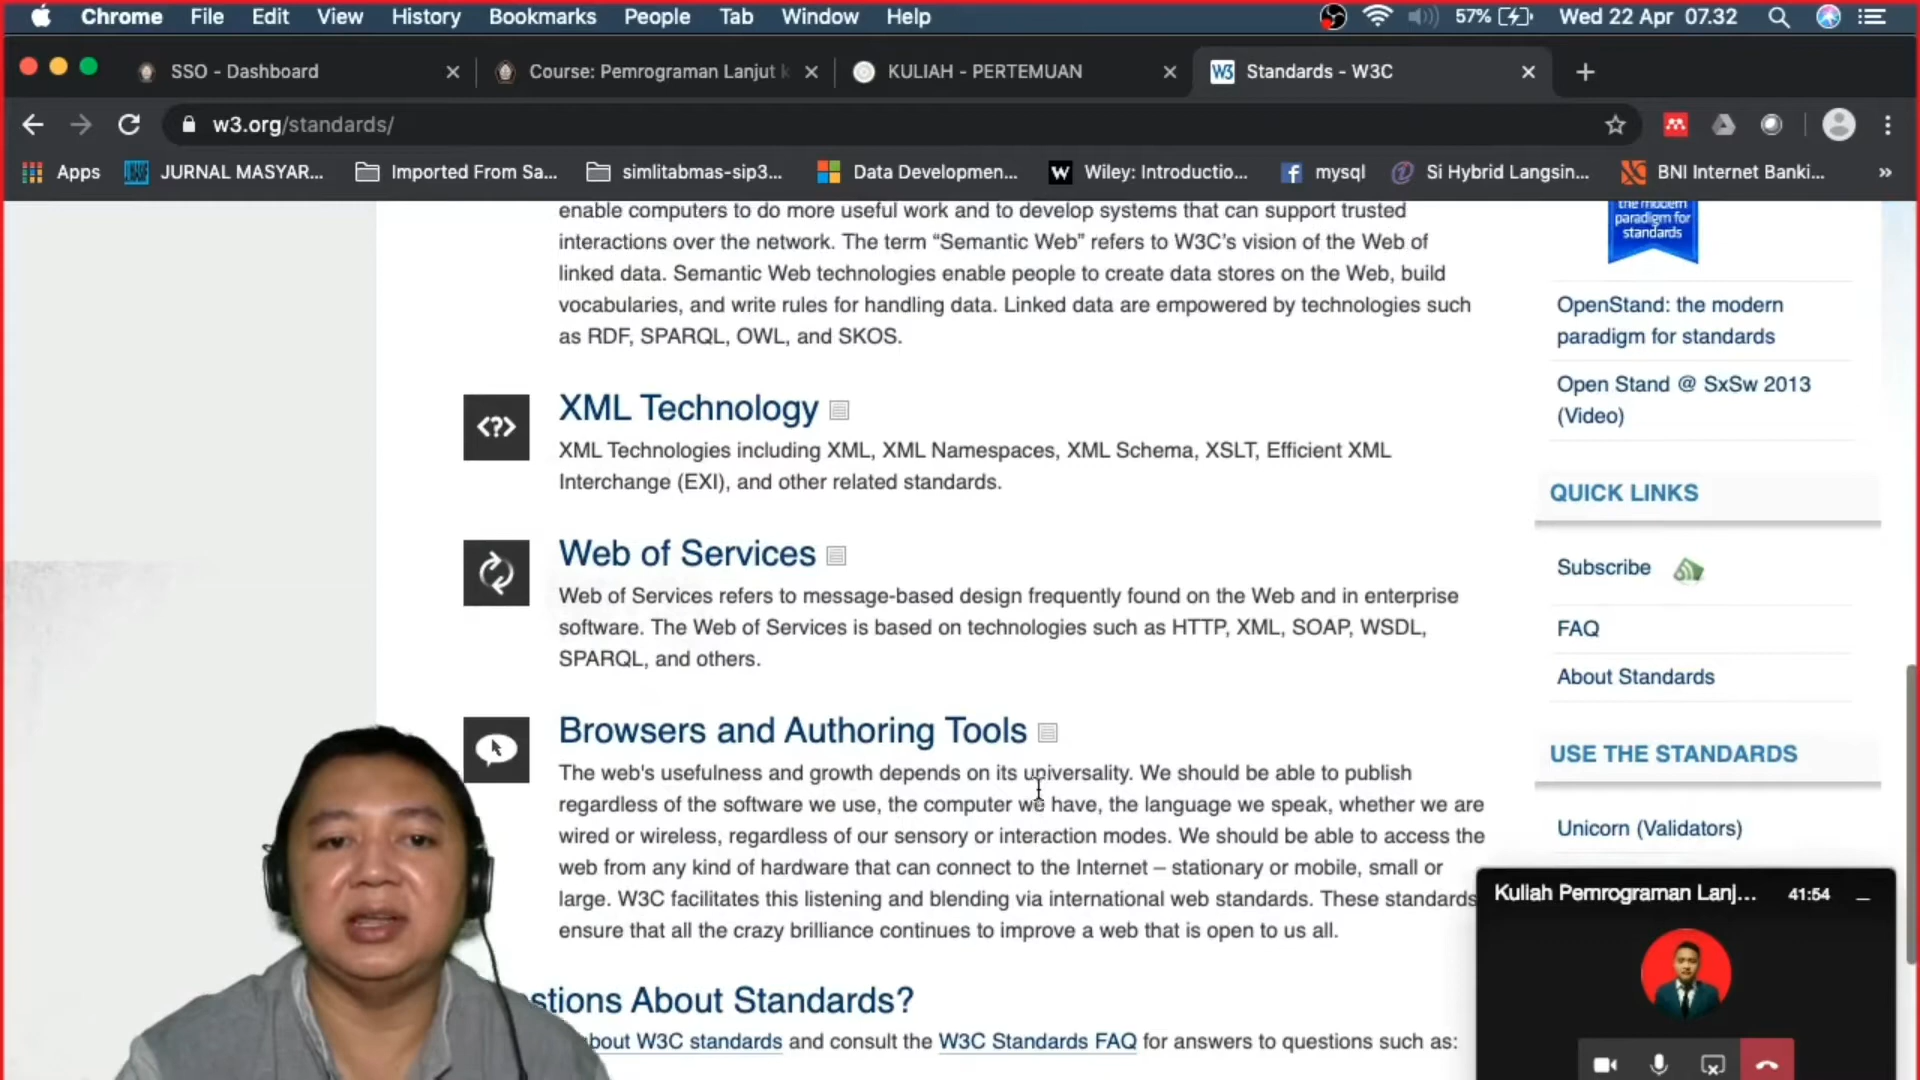 Chrome File Edit View History Bookmarks People Tab Window Help 57% Wed 22 Apr 07.32
SSO - Dashboard Course: Pemrograman Lanjut k KULIAH - PERTEMUAN W3 Standards - W3C
w3.org/standards/
Apps JURNAL MASYAR... Imported From Sa... simlitabmas-sip3... Data Developmen... W Wiley: Introductio... f mysql Si Hybrid Langsin... BNI Internet Banki... »
enable computers to do more useful work and to develop systems that can support trusted
interactions over the network. The term “Semantic Web” refers to W3C’s vision of the Web of
linked data. Semantic Web technologies enable people to create data stores on the Web, build
vocabularies, and write rules for handling data. Linked data are empowered by technologies such
as RDF, SPARQL, OWL, and SKOS.
<?> XML Technology
XML Technologies including XML, XML Namespaces, XML Schema, XSLT, Efficient XML
Interchange (EXI), and other related standards.
Web of Services
Web of Services refers to message-based design frequently found on the Web and in enterprise
software. The Web of Services is based on technologies such as HTTP, XML, SOAP, WSDL,
SPARQL, and others.
Browsers and Authoring Tools
The web's usefulness and growth depends on its universality. We should be able to publish
regardless of the software we use, the computer we have, the language we speak, whether we are
wired or wireless, regardless of our sensory or interaction modes. We should be able to access the
web from any kind of hardware that can connect to the Internet – stationary or mobile, small or
large. W3C facilitates this listening and blending via international web standards. These standards
ensure that all the crazy brilliance continues to improve a web that is open to us all.
stions About Standards?
bout W3C standards and consult the W3C Standards FAQ for answers to questions such as:
the modern
paradigm for
standards
OpenStand: the modern
paradigm for standards
Open Stand @ SxSw 2013
(Video)
QUICK LINKS
Subscribe
FAQ
About Standards
USE THE STANDARDS
Unicorn (Validators)
Kuliah Pemrograman Lanj... 41:54